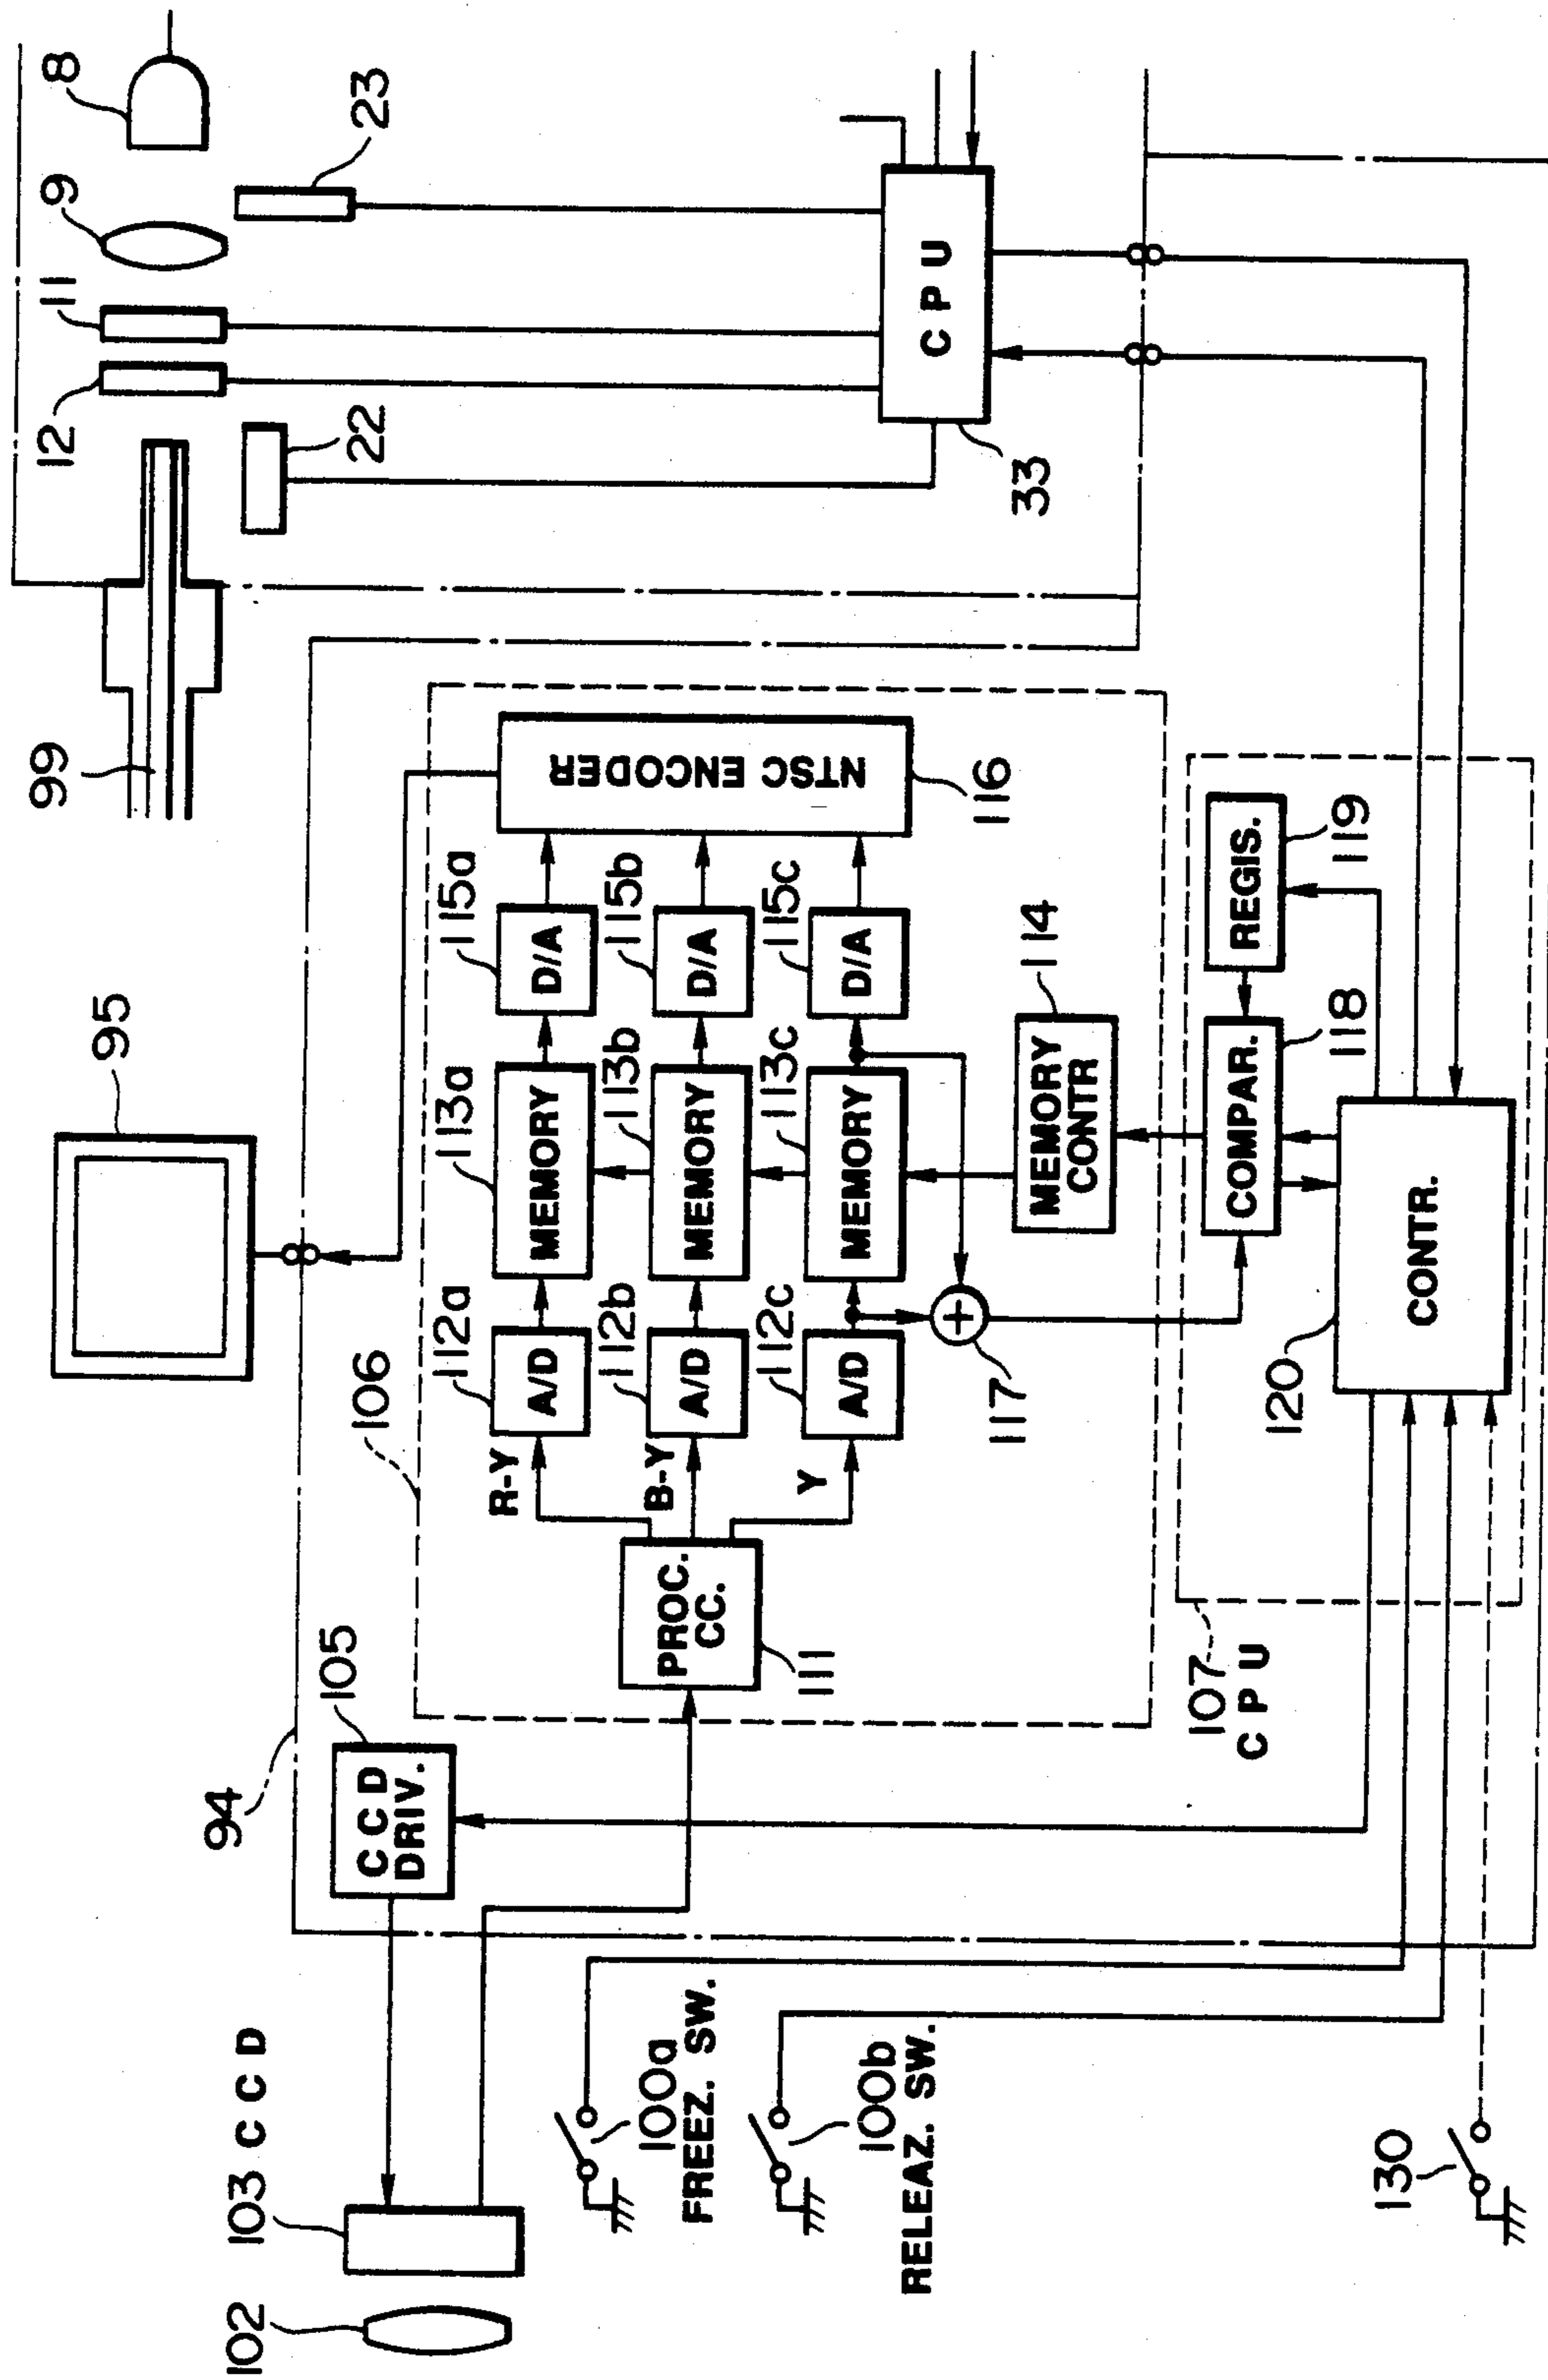 102
103 C C D
94
C C D
DRIV.
105
95
99
12
11
9
8
22
23
C P U
33
106
PROC.
CC.
111
R-Y
B-Y
Y
A/D
112a
A/D
112b
A/D
112c
MEMORY
113a
MEMORY
113b
MEMORY
113c
D/A
115a
D/A
115b
D/A
115c
NTSC ENCODER
116
+
117
MEMORY
CONTR
114
100a
FREEZ. SW.
100b
RELEAZ. SW.
130
107
C P U
COMPAR.
118
REGIS.
119
CONTR.
120